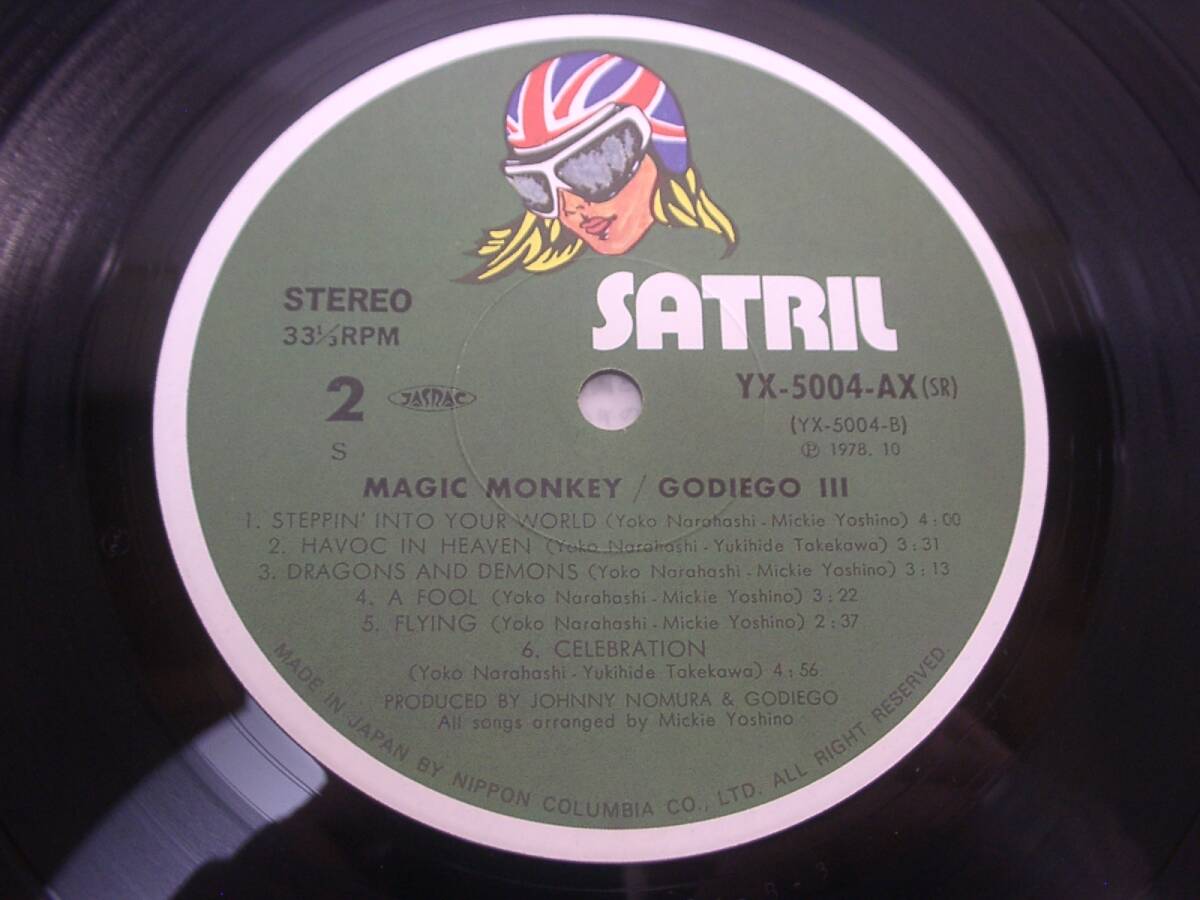 SATRIL
STEREO
33⅓RPM
2
JASRAC
S
YX-5004-AX(SR)
(YX-5004-B)
Ⓟ 1978. 10
MAGIC MONKEY / GODIEGO III
1. STEPPIN' INTO YOUR WORLD (Yoko Narahashi - Mickie Yoshino) 4:00
2. HAVOC IN HEAVEN (Yoko Narahashi - Yukihide Takekawa) 3:31
3. DRAGONS AND DEMONS (Yoko Narahashi - Mickie Yoshino) 3:13
4. A FOOL (Yoko Narahashi - Mickie Yoshino) 3:22
5. FLYING (Yoko Narahashi - Mickie Yoshino) 2:37
6. CELEBRATION
(Yoko Narahashi - Yukihide Takekawa) 4:56
PRODUCED BY JOHNNY NOMURA & GODIEGO
All songs arranged by Mickie Yoshino
MADE IN JAPAN BY NIPPON COLUMBIA CO., LTD. ALL RIGHT RESERVED